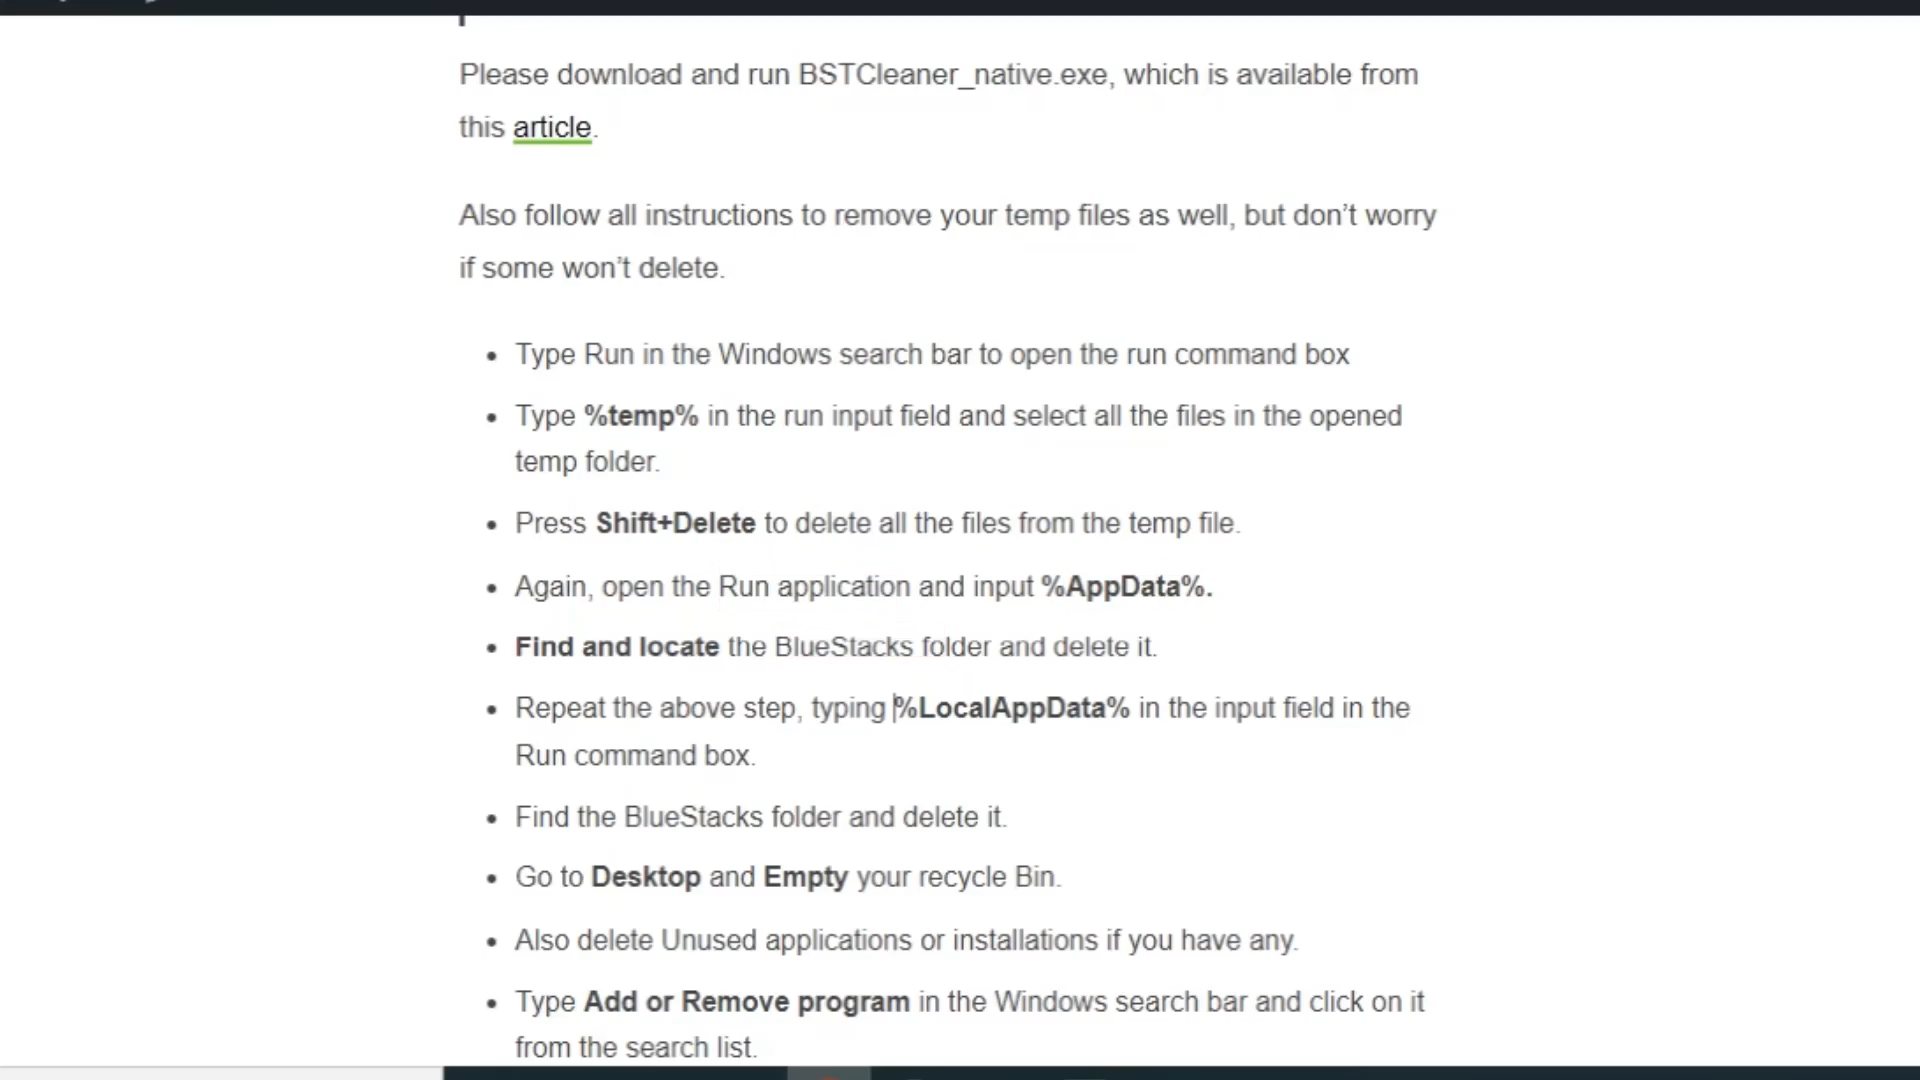 Please download and run BSTCleaner_native.exe, which is available from
this article.
Also follow all instructions to remove your temp files as well, but don’t worry
if some won’t delete.
• Type Run in the Windows search bar to open the run command box
• Type %temp% in the run input field and select all the files in the opened
temp folder.
• Press Shift+Delete to delete all the files from the temp file.
• Again, open the Run application and input %AppData%.
• Find and locate the BlueStacks folder and delete it.
• Repeat the above step, typing %LocalAppData% in the input field in the
Run command box.
• Find the BlueStacks folder and delete it.
• Go to Desktop and Empty your recycle Bin.
• Also delete Unused applications or installations if you have any.
• Type Add or Remove program in the Windows search bar and click on it
from the search list.